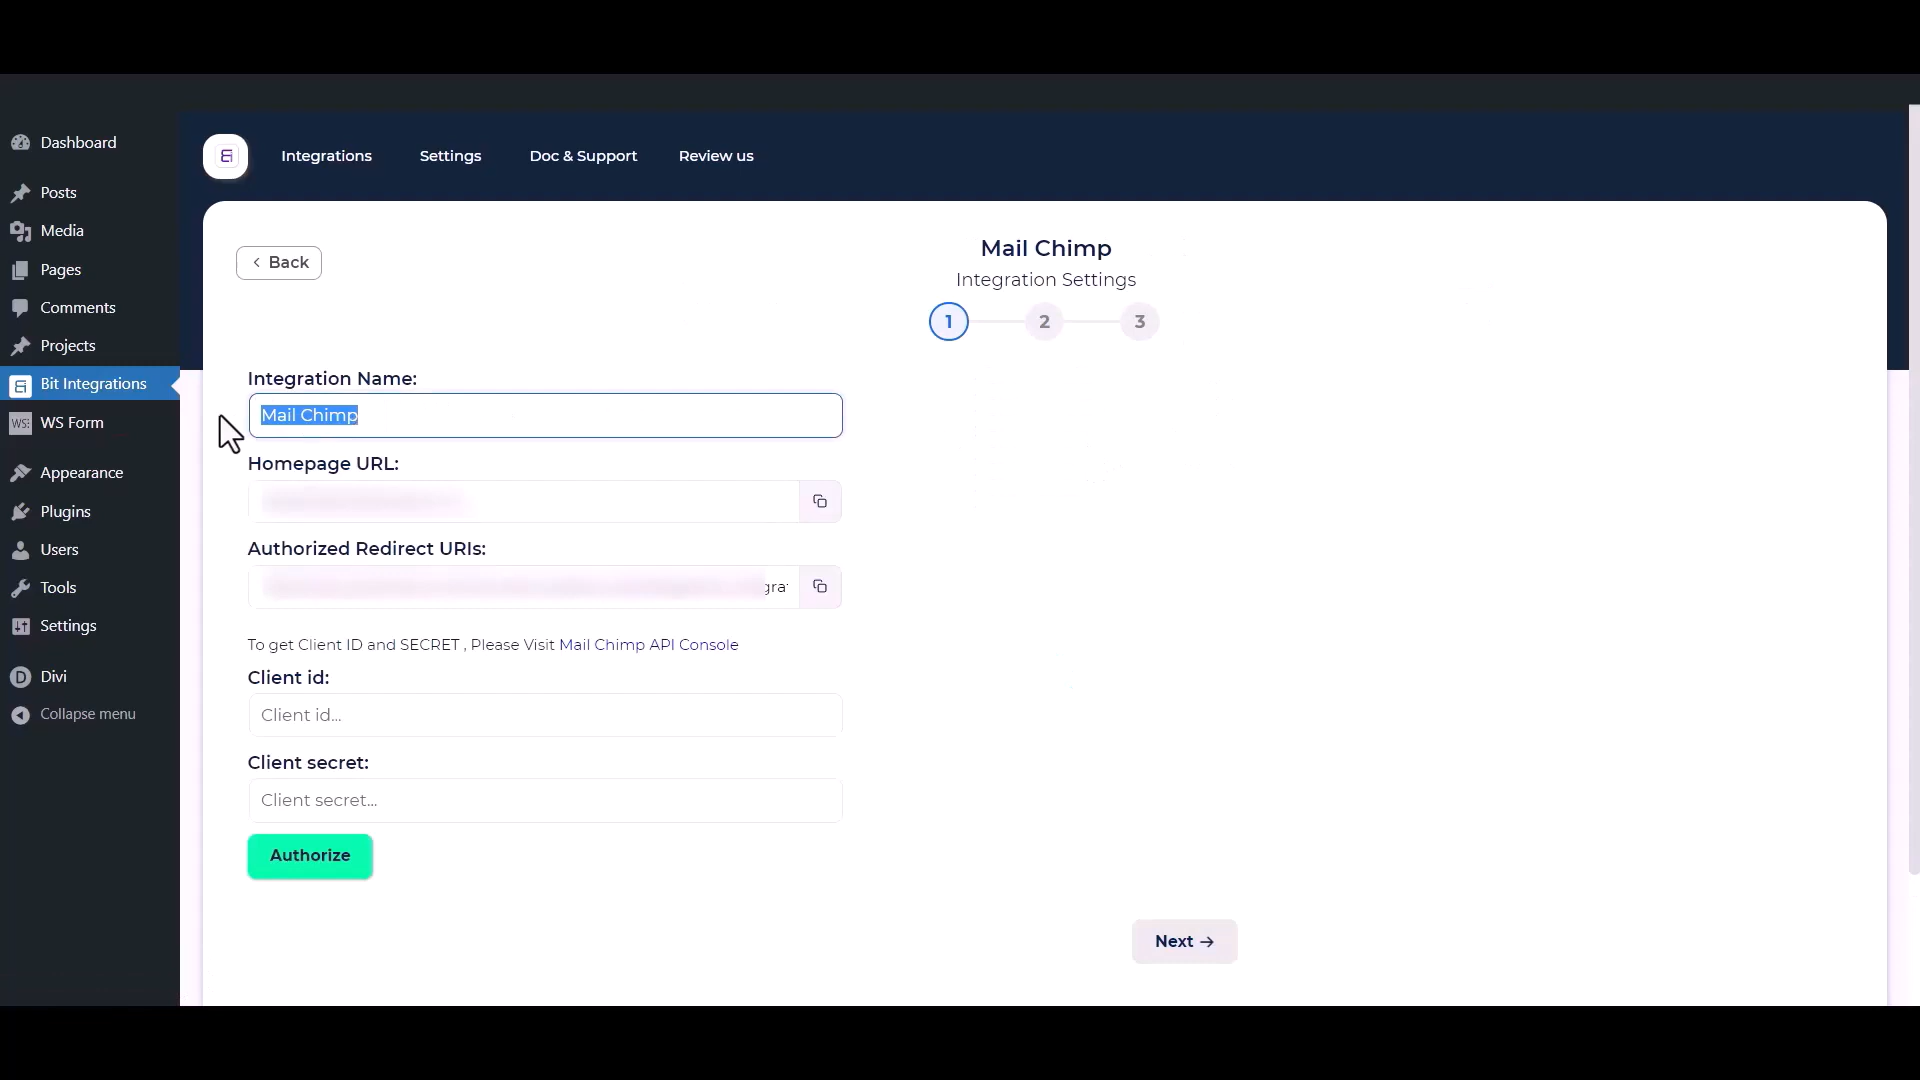 Dashboard
Posts
Media
Pages
Comments
Projects
Bit Integrations
WS Form
Appearance
Plugins
Users
Tools
Settings
Divi
Collapse menu
Integrations
Settings
Doc & Support
Review us
Back
Mail Chimp
Integration Settings
1
2
3
Integration Name:
Mail Chimp
Homepage URL:
Authorized Redirect URIs:
To get Client ID and SECRET , Please Visit Mail Chimp API Console
Client id:
Client id...
Client secret:
Client secret...
Authorize
Next →